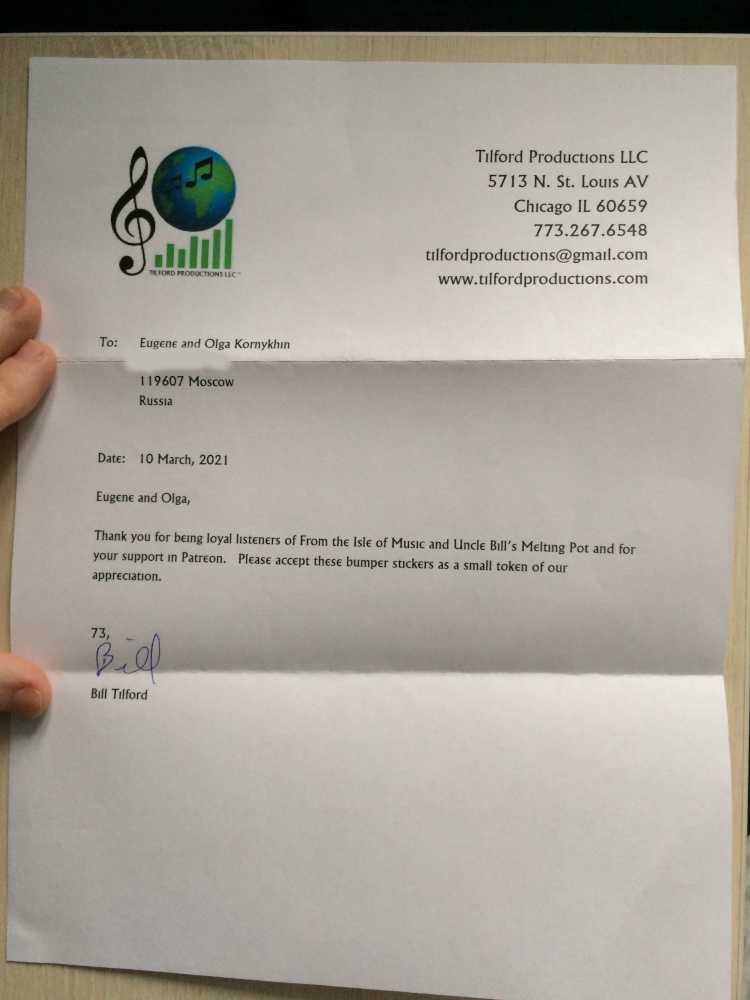 Tilford Productions LLC
5713 N. St. Louis AV
Chicago IL 60659
773.267.6548
tilfordproductions@gmail.com
www.tilfordproductions.com
TILFORD PRODUCTIONS LLC™
To: Eugene and Olga Kornykhin
119607 Moscow
Russia
Date: 10 March, 2021
Eugene and Olga,
Thank you for being loyal listeners of From the Isle of Music and Uncle Bill's Melting Pot and for
your support in Patreon. Please accept these bumper stickers as a small token of our
appreciation.
73,
Bill
Bill Tilford